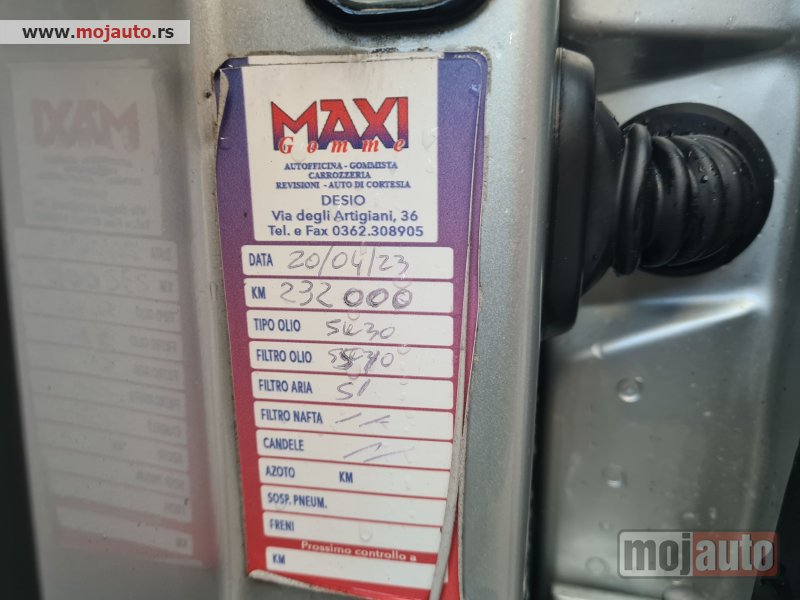 www.mojauto.rs
MAXI
Gomme
AUTOFFICINA - GOMMISTA
CARROZZERIA
REVISIONI - AUTO DI CORTESIA
DESIO
Via degli Artigiani, 36
Tel. e Fax 0362.308905
DATA 20/04/23
KM 232000
TIPO OLIO 5W30
FILTRO OLIO
FILTRO ARIA SI
FILTRO NAFTA
CANDELE
AZOTO KM
SOSP. PNEUM.
FRENI
Prossimo controllo a
KM
mojauto